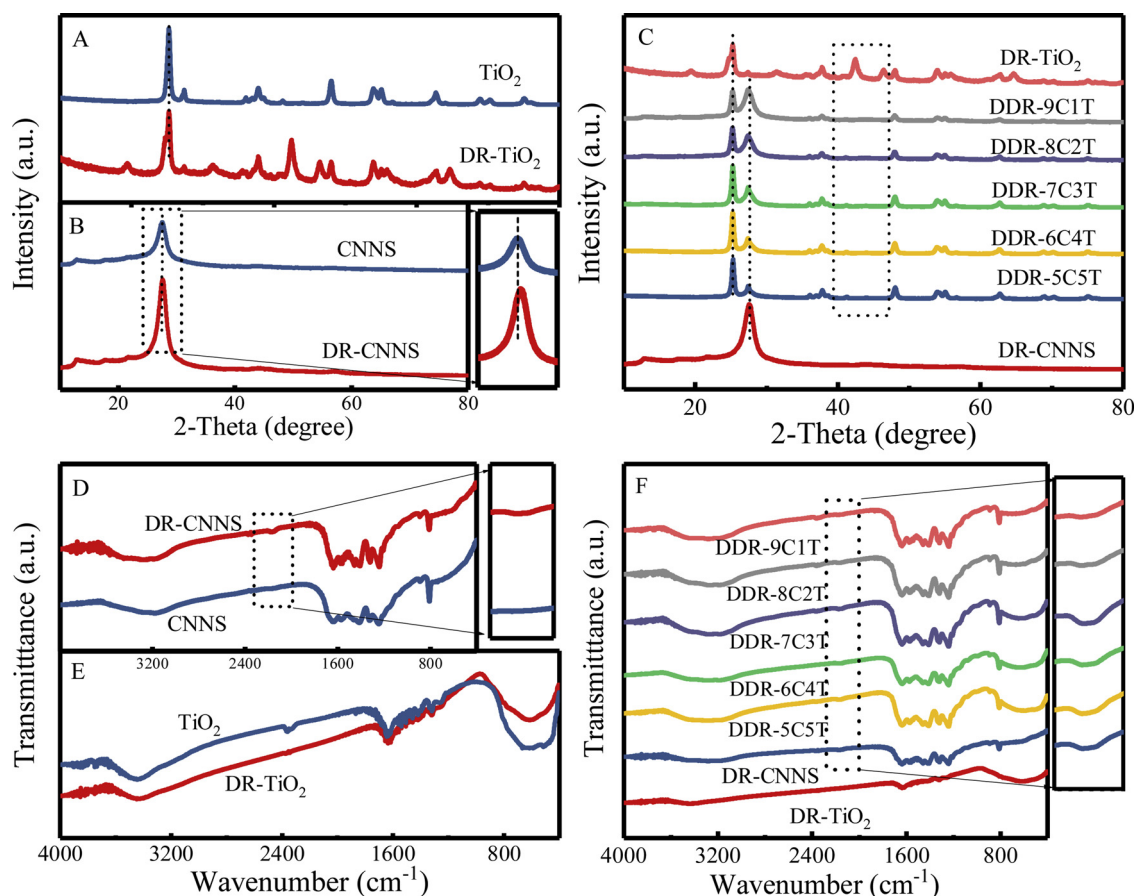 A
TiO₂
DR-TiO₂
Intensity (a.u.)
B
CNNS
DR-CNNS
20
40
60
80
2-Theta (degree)
C
DR-TiO₂
DDR-9C1T
DDR-8C2T
DDR-7C3T
DDR-6C4T
DDR-5C5T
DR-CNNS
Intensity (a.u.)
20
40
60
80
2-Theta (degree)
D
DR-CNNS
CNNS
3200
2400
1600
800
Transmitttance (a.u.)
E
TiO₂
DR-TiO₂
4000
3200
2400
1600
800
Wavenumber (cm⁻¹)
F
DDR-9C1T
DDR-8C2T
DDR-7C3T
DDR-6C4T
DDR-5C5T
DR-CNNS
DR-TiO₂
Transmittance (a.u.)
4000
3200
2400
1600
800
Wavenumber (cm⁻¹)